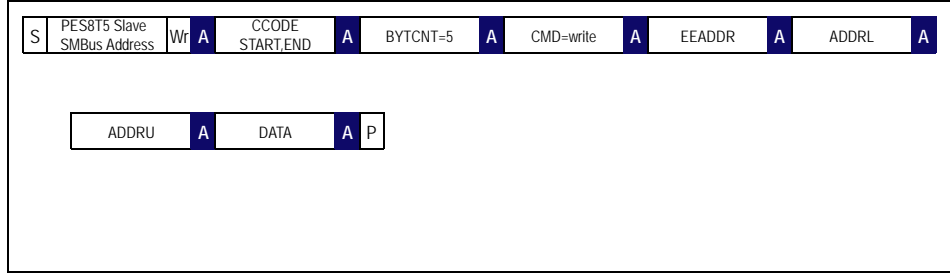 S PES8T5 Slave SMBus Address Wr A CCODE START,END A BYTCNT=5 A CMD=write A EEADDR A ADDRL A
ADDRU A DATA A P